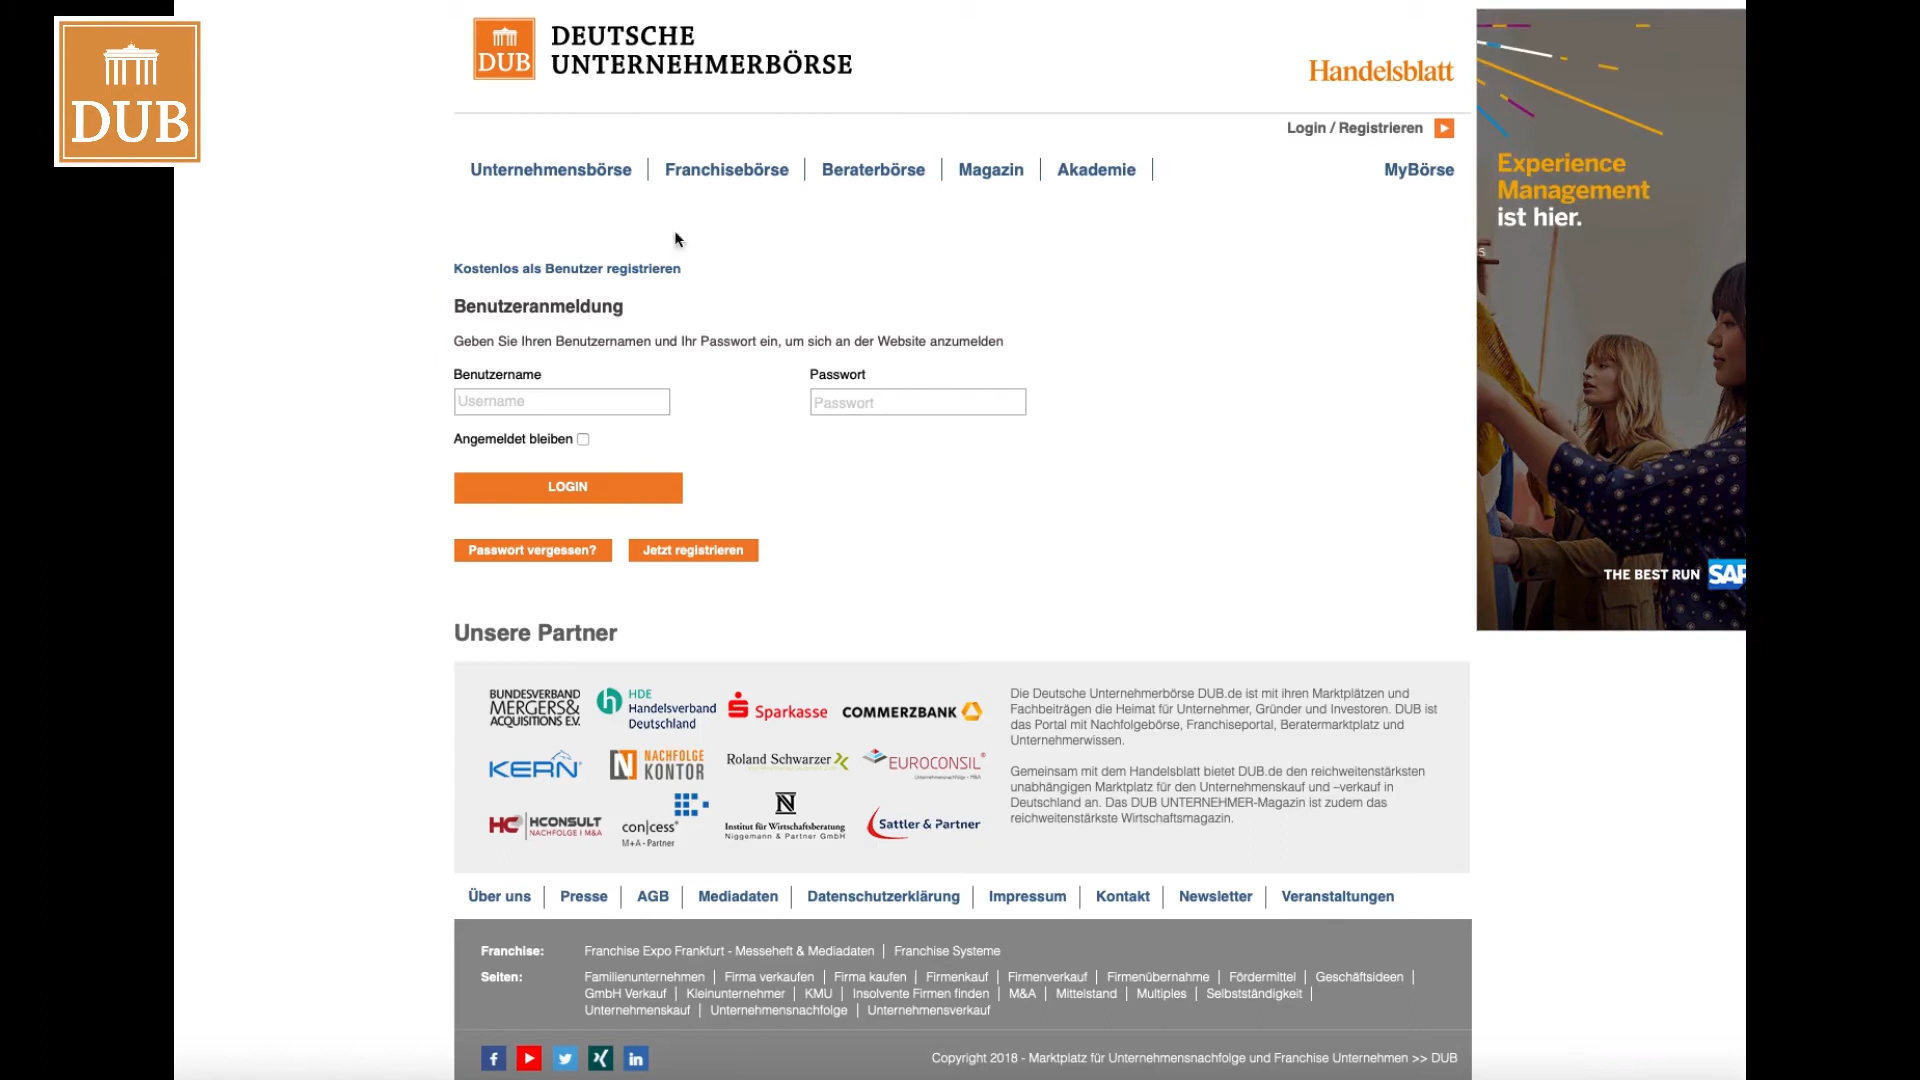 DUB
DUB
DEUTSCHE
UNTERNEHMERBÖRSE
Handelsblatt
Login / Registrieren
Unternehmensbörse
Franchisebörse
Beraterbörse
Magazin
Akademie
MyBörse
Experience
Management
ist hier.
Kostenlos als Benutzer registrieren
Benutzeranmeldung
Geben Sie Ihren Benutzernamen und Ihr Passwort ein, um sich an der Website anzumelden
Benutzername
Passwort
Username
Passwort
Angemeldet bleiben
LOGIN
Passwort vergessen?
Jetzt registrieren
THE BEST RUN SAP
Unsere Partner
BUNDESVERBAND
MERGERS&
ACQUISITIONS E.V.
HDE
Handelsverband
Deutschland
Sparkasse
COMMERZBANK
KERN
NACHFOLGE
KONTOR
Roland Schwarzer
EUROCONSIL
HC HCONSULT
NACHFOLGE I M&A
con|cess
M+A - Partner
Institut für Wirtschaftsberatung
Niggemann & Partner GmbH
Sattler & Partner
Die Deutsche Unternehmerbörse DUB.de ist mit ihren Marktplätzen und
Fachbeiträgen die Heimat für Unternehmer, Gründer und Investoren. DUB ist
das Portal mit Nachfolgebörse, Franchiseportal, Beratermarktplatz und
Unternehmerwissen.
Gemeinsam mit dem Handelsblatt bietet DUB.de den reichweitenstärksten
unabhängigen Marktplatz für den Unternehmenskauf und –verkauf in
Deutschland an. Das DUB UNTERNEHMER-Magazin ist zudem das
reichweitenstärkste Wirtschaftsmagazin.
Über uns | Presse | AGB | Mediadaten | Datenschutzerklärung | Impressum | Kontakt | Newsletter | Veranstaltungen
Franchise: Franchise Expo Frankfurt - Messeheft & Mediadaten | Franchise Systeme
Seiten: Familienunternehmen | Firma verkaufen | Firma kaufen | Firmenkauf | Firmenverkauf | Firmenübernahme | Fördermittel | Geschäftsideen |
GmbH Verkauf | Kleinunternehmer | KMU | Insolvente Firmen finden | M&A | Mittelstand | Multiples | Selbstständigkeit |
Unternehmenskauf | Unternehmensnachfolge | Unternehmensverkauf
Copyright 2018 - Marktplatz für Unternehmensnachfolge und Franchise Unternehmen >> DUB